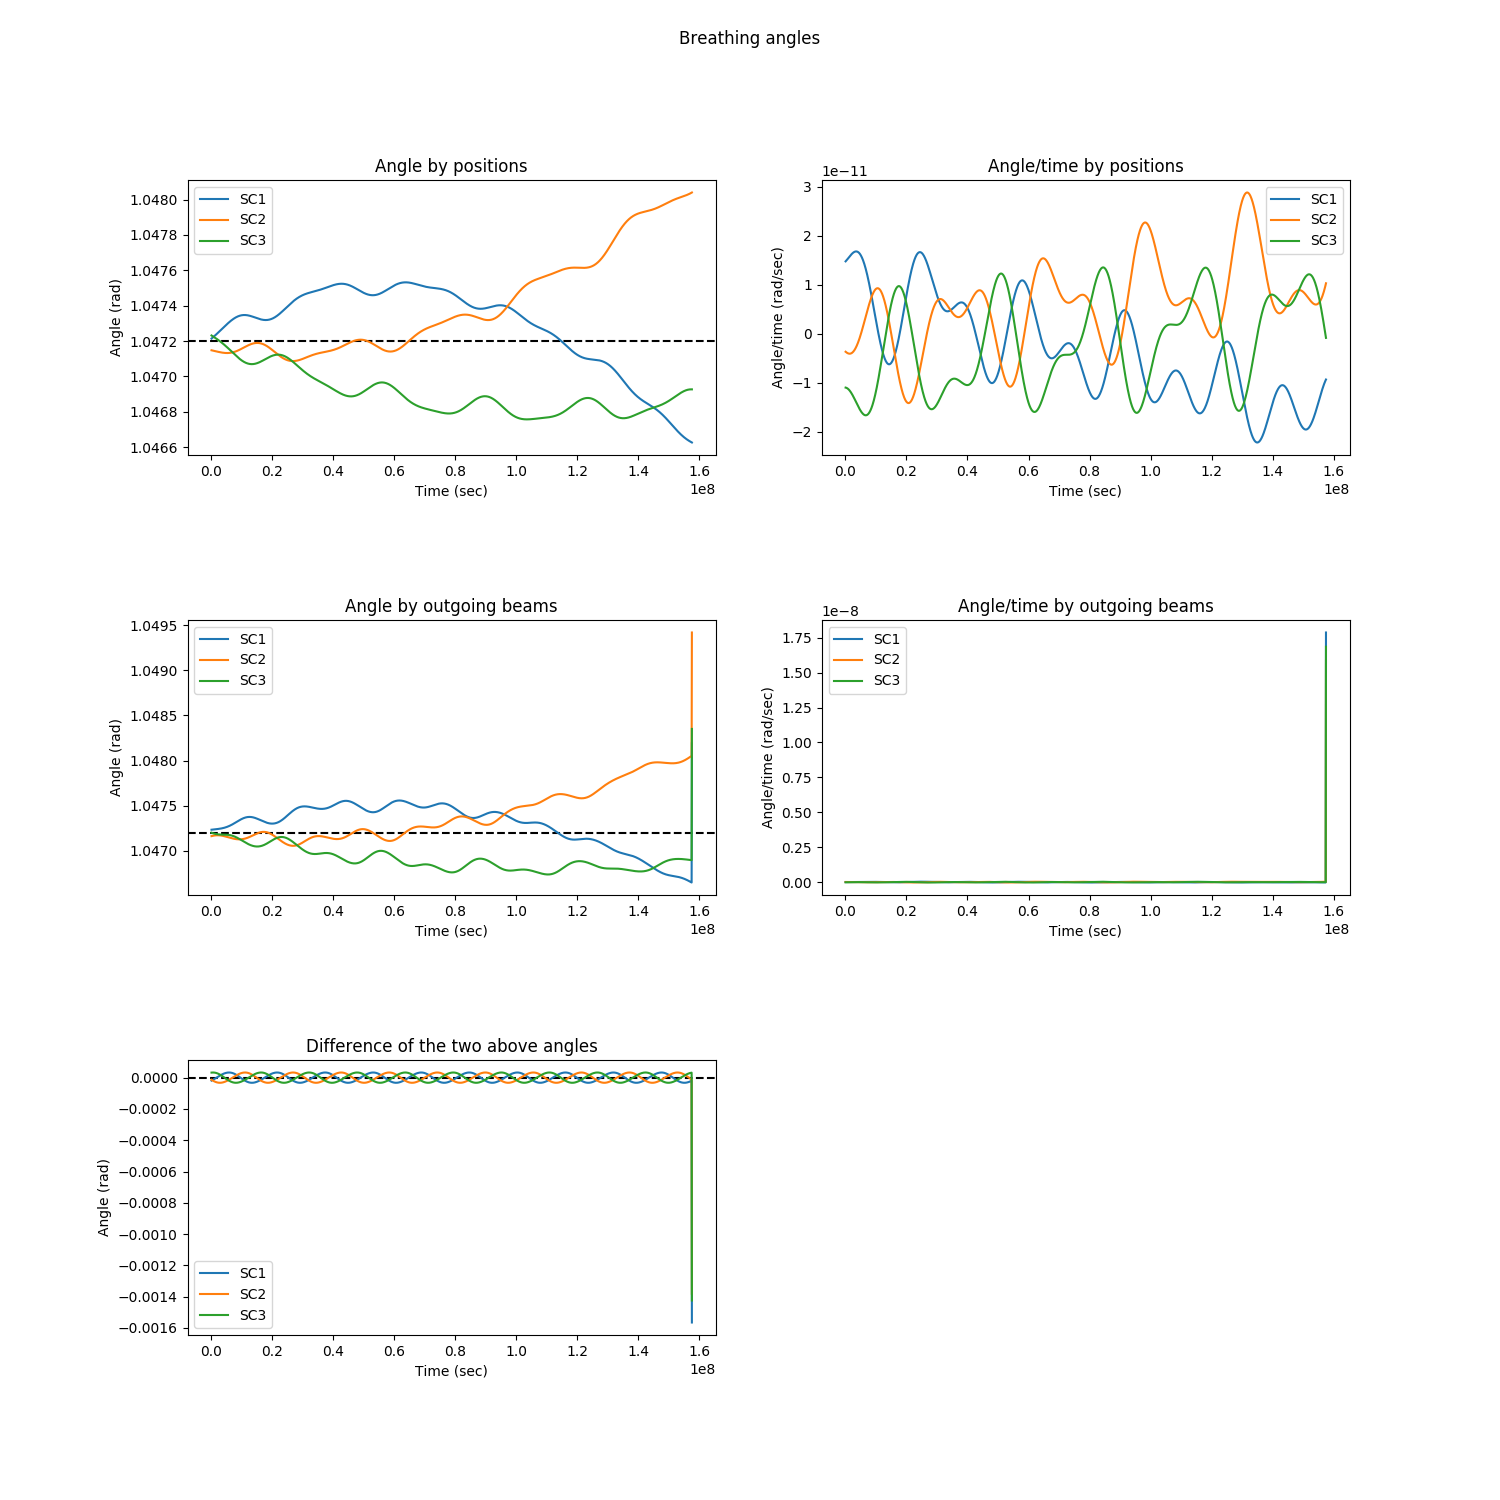 Breathing angles
Angle by positions
SC1
SC2
SC3
1.0480
1.0478
1.0476
1.0474
1.0472
1.0470
1.0468
1.0466
Angle (rad)
0.0 0.2 0.4 0.6 0.8 1.0 1.2 1.4 1.6
1e8
Time (sec)
Angle/time by positions
1e−11
SC1
SC2
SC3
3
2
1
0
−1
−2
Angle/time (rad/sec)
0.0 0.2 0.4 0.6 0.8 1.0 1.2 1.4 1.6
1e8
Time (sec)
Angle by outgoing beams
SC1
SC2
SC3
1.0495
1.0490
1.0485
1.0480
1.0475
1.0470
Angle (rad)
0.0 0.2 0.4 0.6 0.8 1.0 1.2 1.4 1.6
1e8
Time (sec)
Angle/time by outgoing beams
1e−8
SC1
SC2
SC3
1.75
1.50
1.25
1.00
0.75
0.50
0.25
0.00
Angle/time (rad/sec)
0.0 0.2 0.4 0.6 0.8 1.0 1.2 1.4 1.6
1e8
Time (sec)
Difference of the two above angles
0.0000
−0.0002
−0.0004
−0.0006
−0.0008
−0.0010
−0.0012
−0.0014
−0.0016
Angle (rad)
SC1
SC2
SC3
0.0 0.2 0.4 0.6 0.8 1.0 1.2 1.4 1.6
1e8
Time (sec)